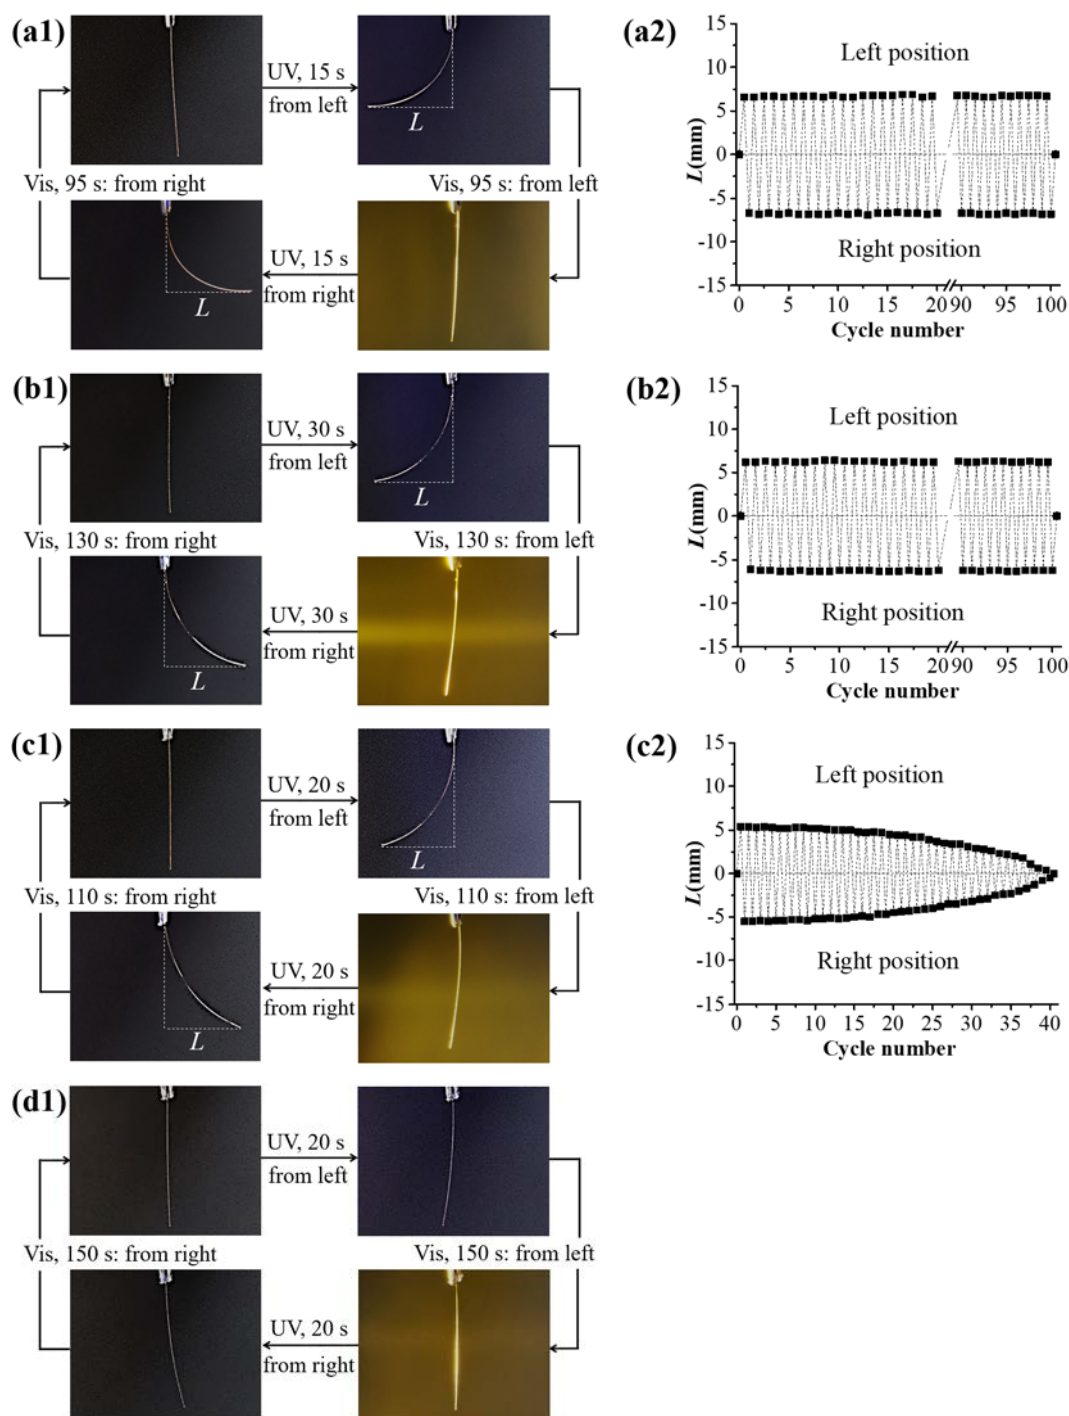 (a1)
UV, 15 s
from left
L
Vis, 95 s: from right
Vis, 95 s: from left
UV, 15 s
from right
L
(a2)
15
10
5
0
-5
-10
-15
L(mm)
Left position
Right position
0 5 10 15 20 90 95 100
Cycle number
(b1)
UV, 30 s
from left
L
Vis, 130 s: from right
Vis, 130 s: from left
UV, 30 s
from right
L
(b2)
15
10
5
0
-5
-10
-15
L(mm)
Left position
Right position
0 5 10 15 20 90 95 100
Cycle number
(c1)
UV, 20 s
from left
L
Vis, 110 s: from right
Vis, 110 s: from left
UV, 20 s
from right
L
(c2)
15
10
5
0
-5
-10
-15
L(mm)
Left position
Right position
0 5 10 15 20 25 30 35 40
Cycle number
(d1)
UV, 20 s
from left
Vis, 150 s: from right
Vis, 150 s: from left
UV, 20 s
from right